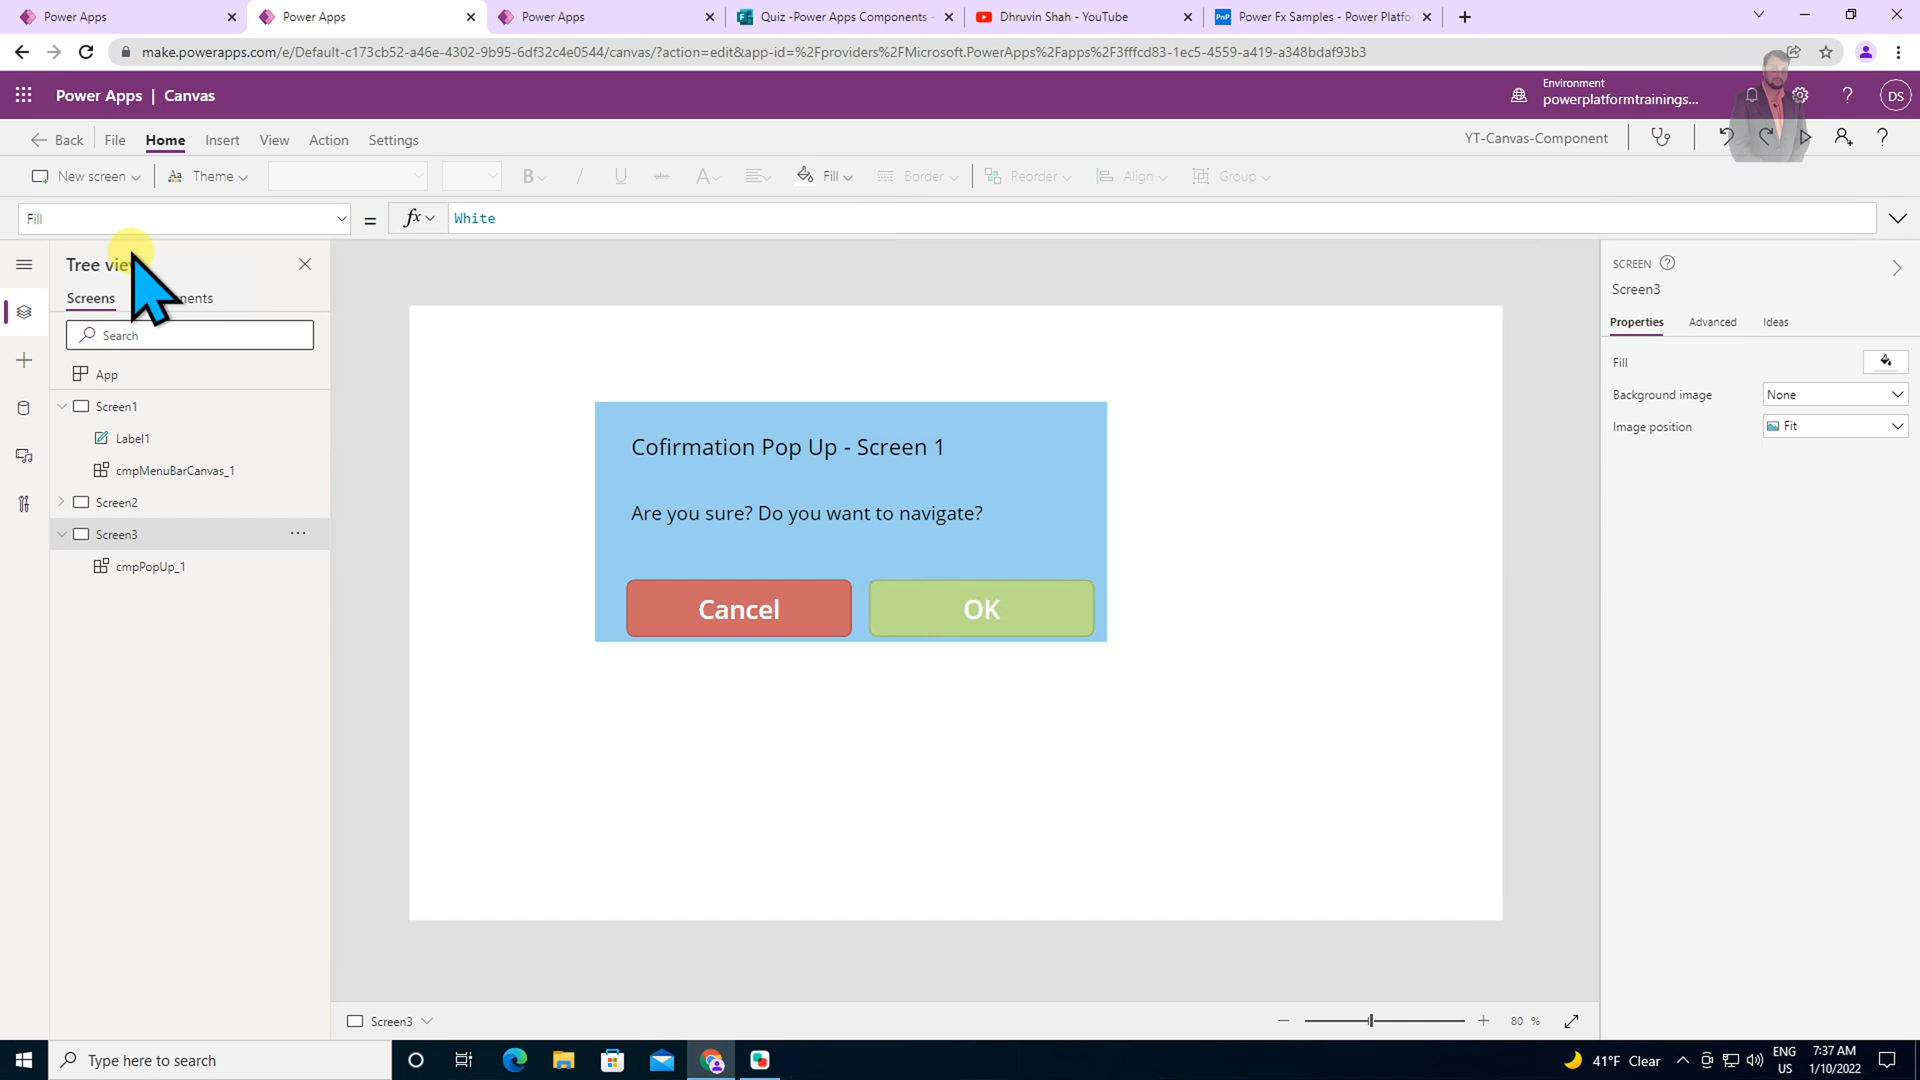 Power Apps
Power Apps
Power Apps
Quiz -Power Apps Components -
Dhruvin Shah - YouTube
Power Fx Samples - Power Platfo
make.powerapps.com/e/Default-c173cb52-a46e-4302-9b95-6df32c4e0544/canvas/?action=edit&app-id=%2Fproviders%2FMicrosoft.PowerApps%2Fapps%2F3fffcd83-1ec5-4559-a419-a348bdaf93b3
Power Apps | Canvas
Environment
powerplatformtrainings...
DS
Back
File
Home
Insert
View
Action
Settings
YT-Canvas-Component
New screen
Theme
B
Fill
Border
Reorder
Align
Group
Fill
=
fx
White
Tree vie
Screens
nents
Search
App
Screen1
Label1
cmpMenuBarCanvas_1
Screen2
Screen3
cmpPopUp_1
Cofirmation Pop Up - Screen 1
Are you sure? Do you want to navigate?
Cancel
OK
SCREEN
Screen3
Properties
Advanced
Ideas
Fill
Background image
None
Image position
Fit
Screen3
80 %
Type here to search
41°F Clear
ENG
US
7:37 AM
1/10/2022